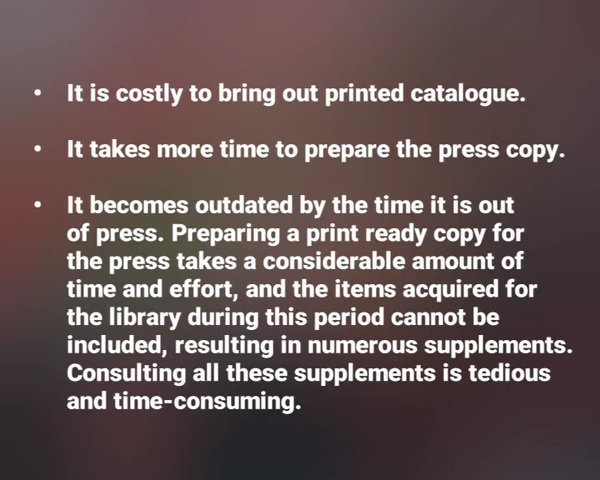 • It is costly to bring out printed catalogue.
• It takes more time to prepare the press copy.
• It becomes outdated by the time it is out
of press. Preparing a print ready copy for
the press takes a considerable amount of
time and effort, and the items acquired for
the library during this period cannot be
included, resulting in numerous supplements.
Consulting all these supplements is tedious
and time-consuming.